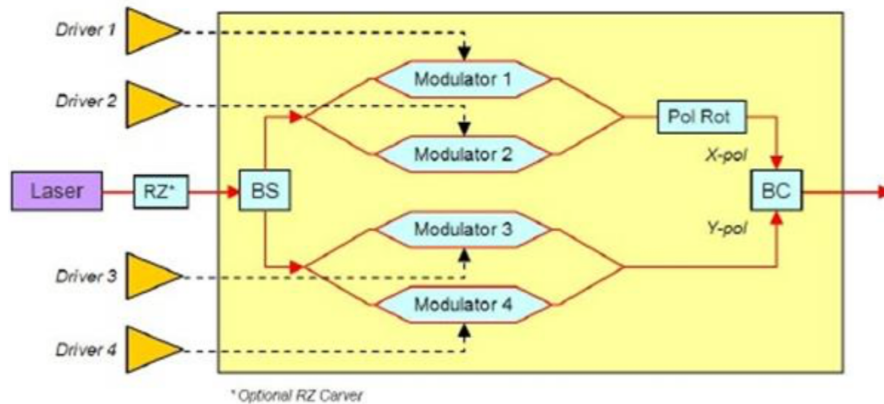 Driver 1
Modulator 1
Driver 2
Pol Rot
Modulator 2
X-pol
Laser
RZ*
BS
BC
Y-pol
Modulator 3
Driver 3
Modulator 4
Driver 4
* Optional RZ Carver